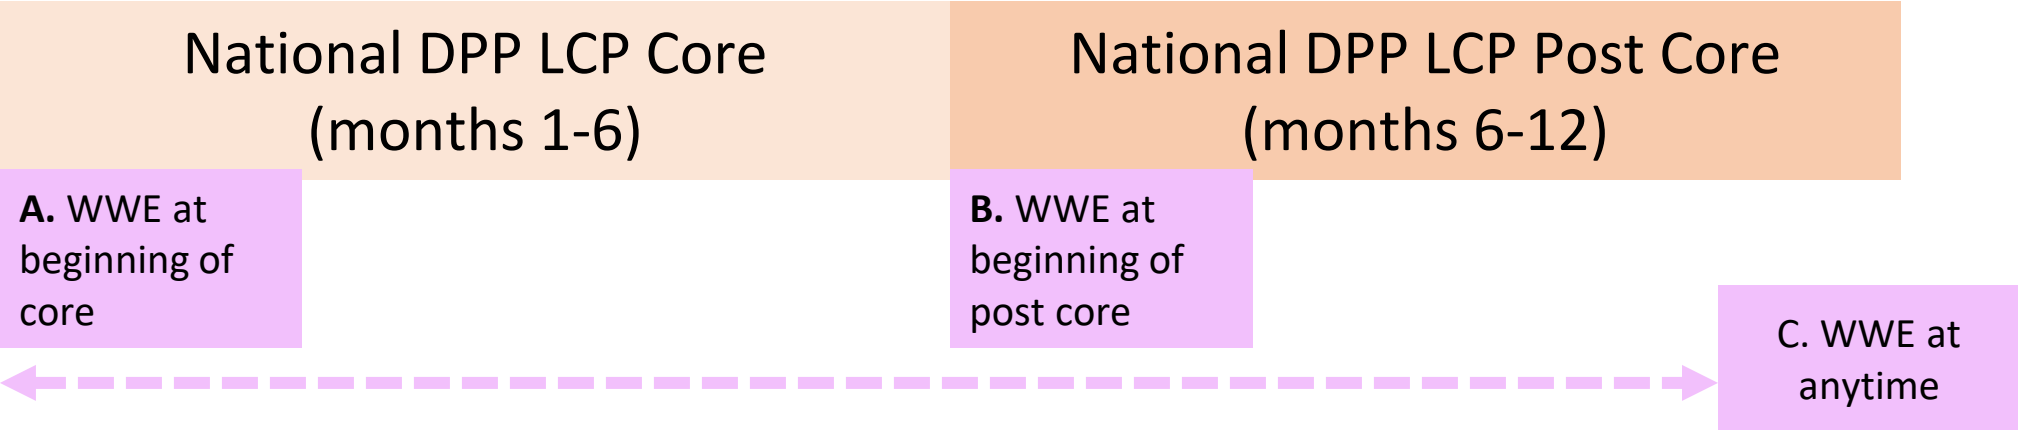 National DPP LCP Core
(months 1-6)
National DPP LCP Post Core
(months 6-12)
A. WWE at
beginning of
core
B. WWE at
beginning of
post core
C. WWE at
anytime